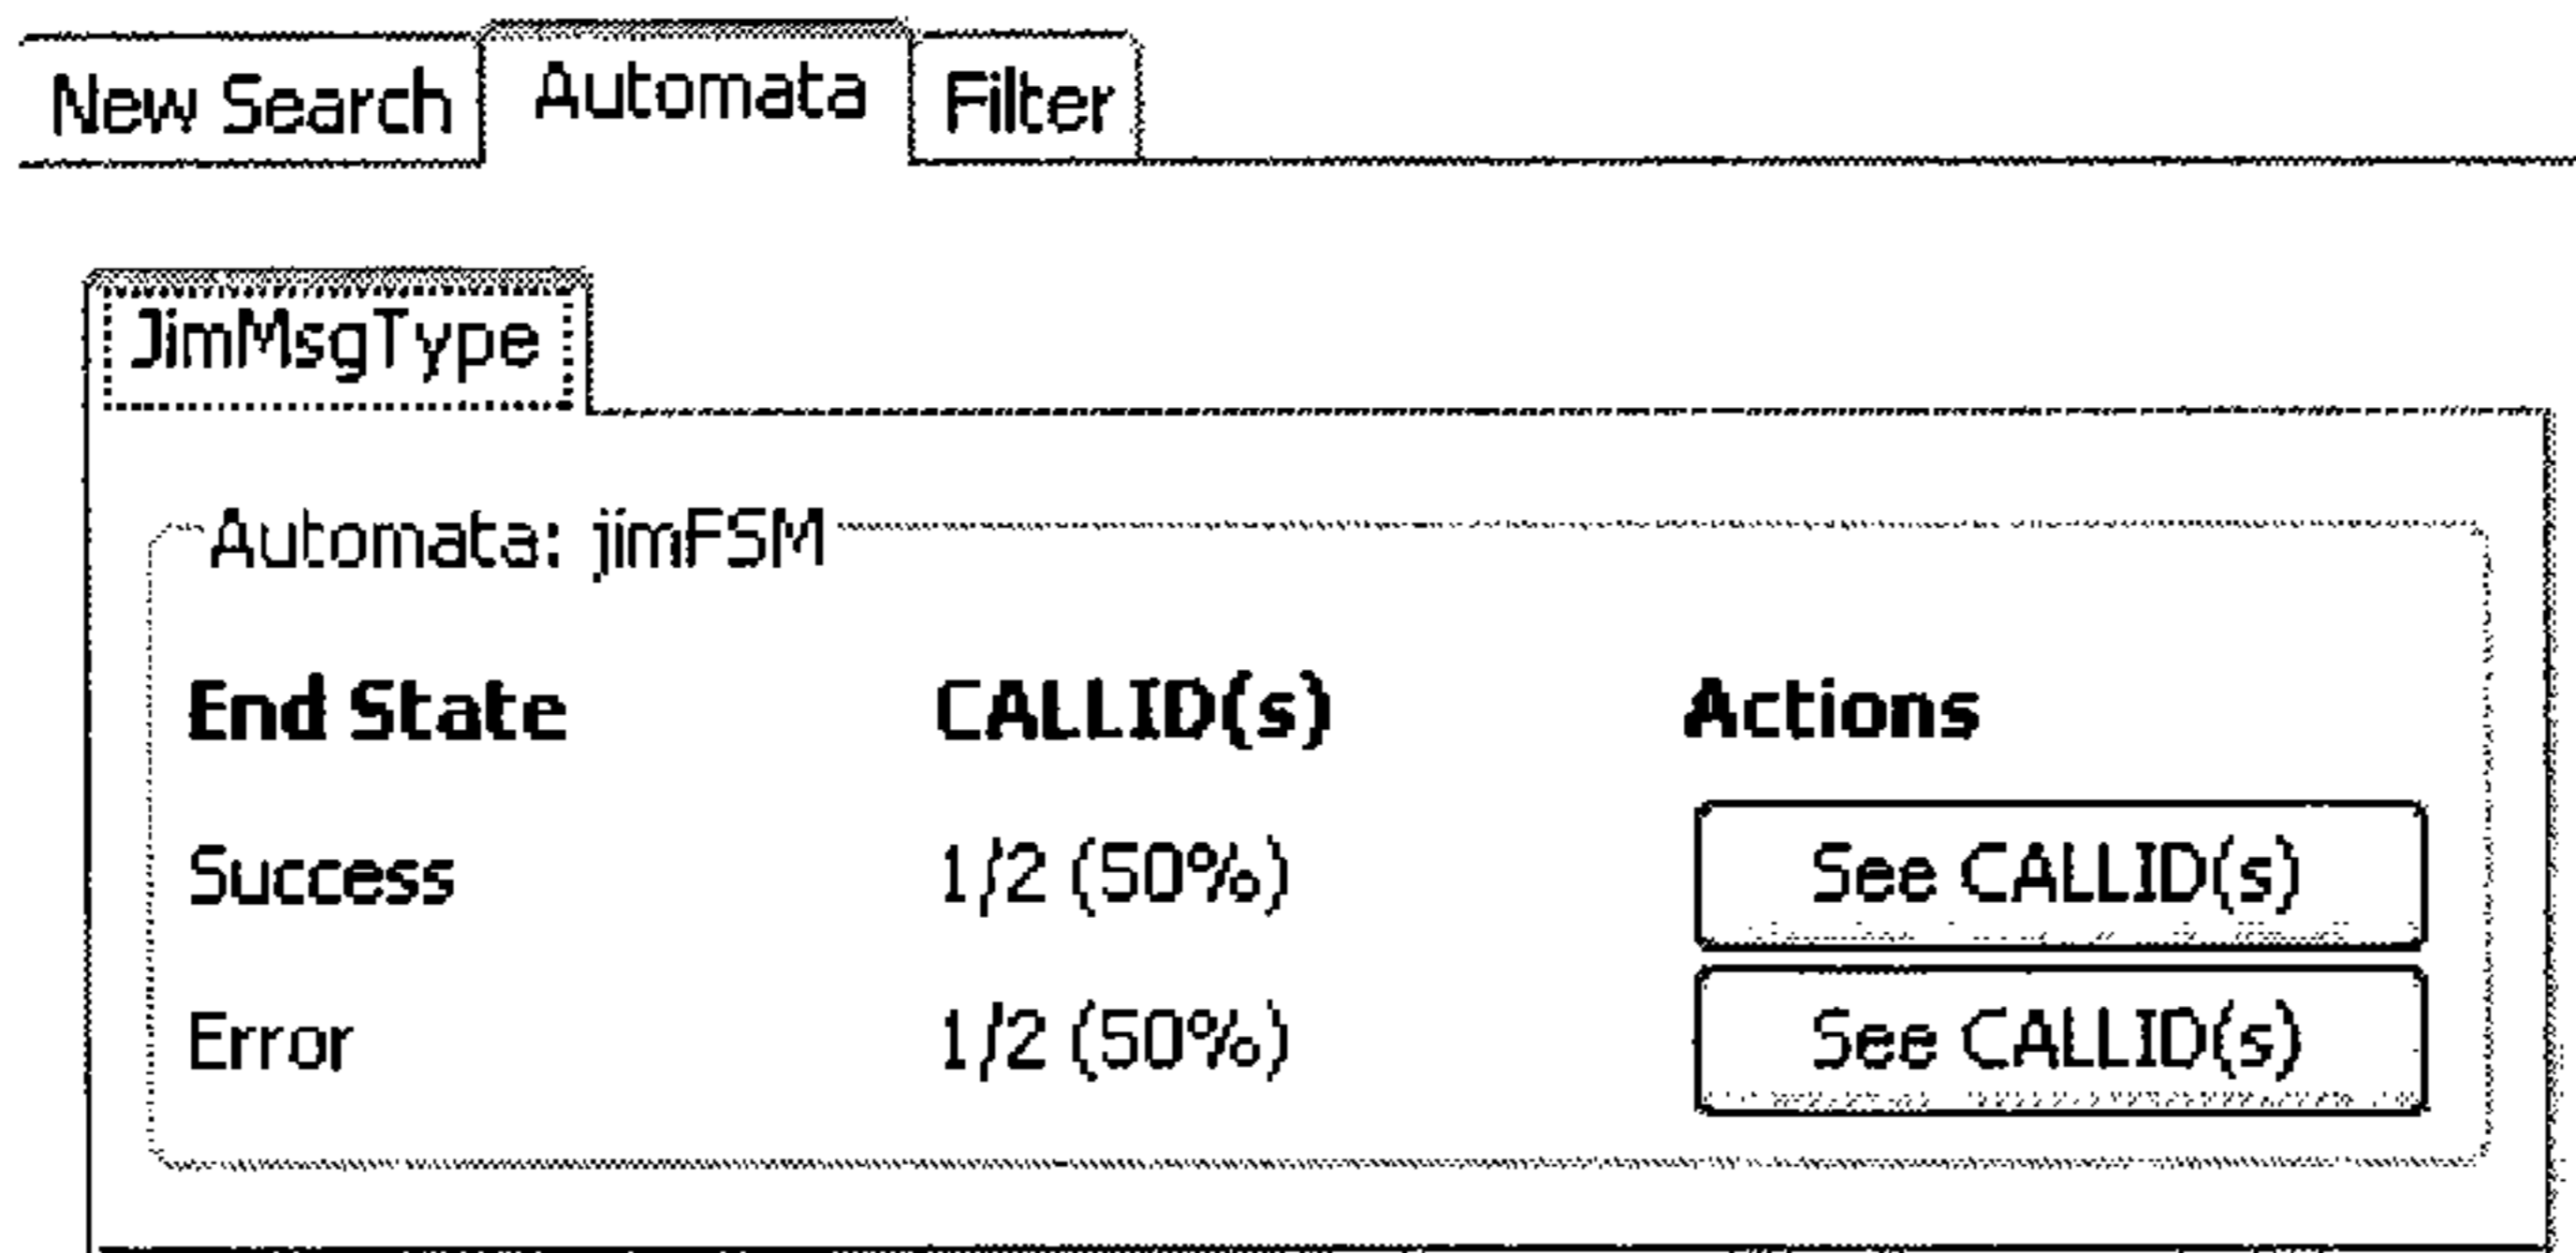 New Search Automata Filter
JimMsgType
Automata: jimFSM
End State CALLID(s) Actions
Success 1/2 (50%) See CALLID(s)
Error 1/2 (50%) See CALLID(s)